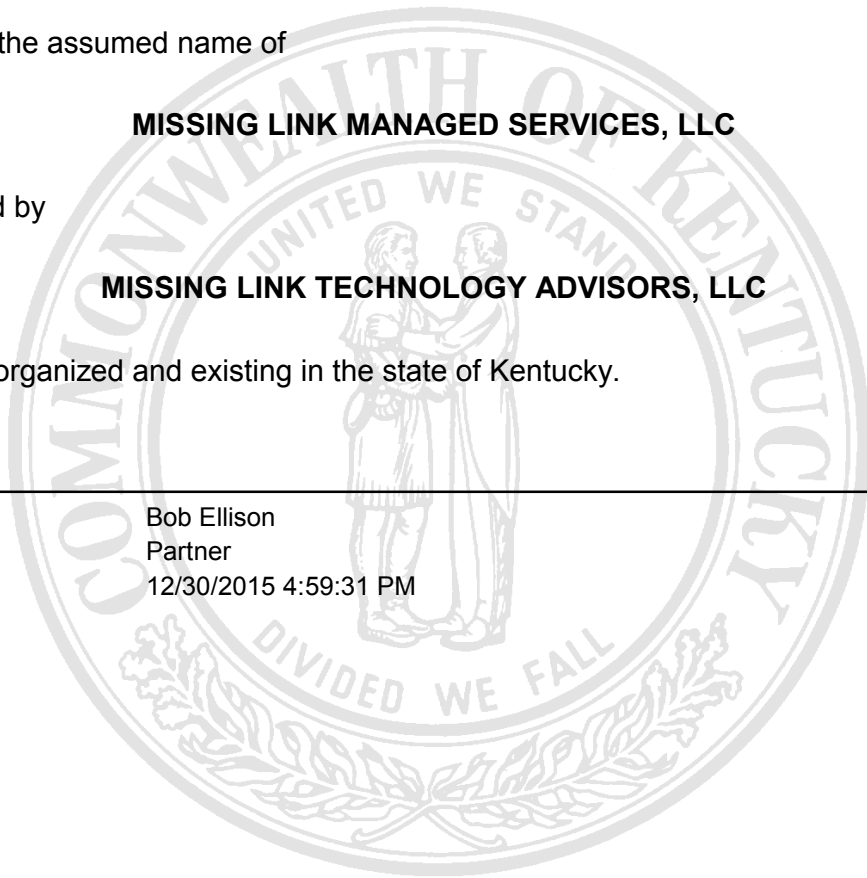 the assumed name of
MISSING LINK MANAGED SERVICES, LLC
d by
MISSING LINK TECHNOLOGY ADVISORS, LLC
organized and existing in the state of Kentucky.
Bob Ellison
Partner
12/30/2015 4:59:31 PM
COMMONWEALTH OF KENTUCKY
UNITED WE STAND
DIVIDED WE FALL